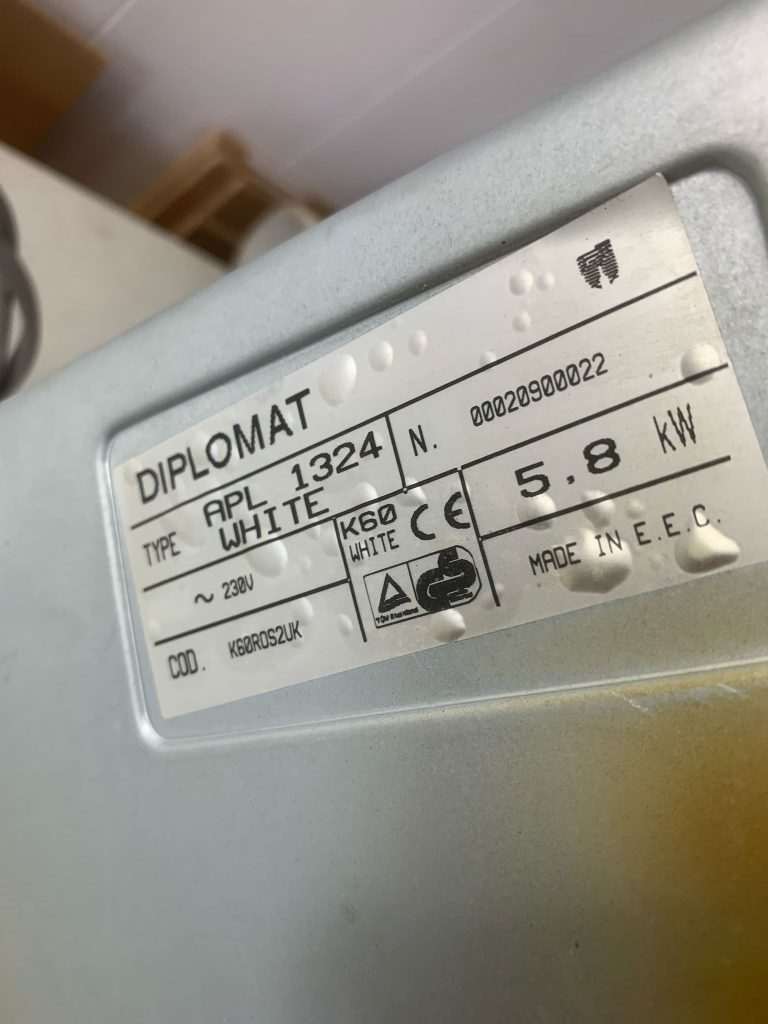 DIPLOMAT
TYPE APL 1324 WHITE
N. 00020900022
~ 230V
K60 WHITE CE
5.8 kW
COD. K60ROS2UK
MADE IN E.E.C.